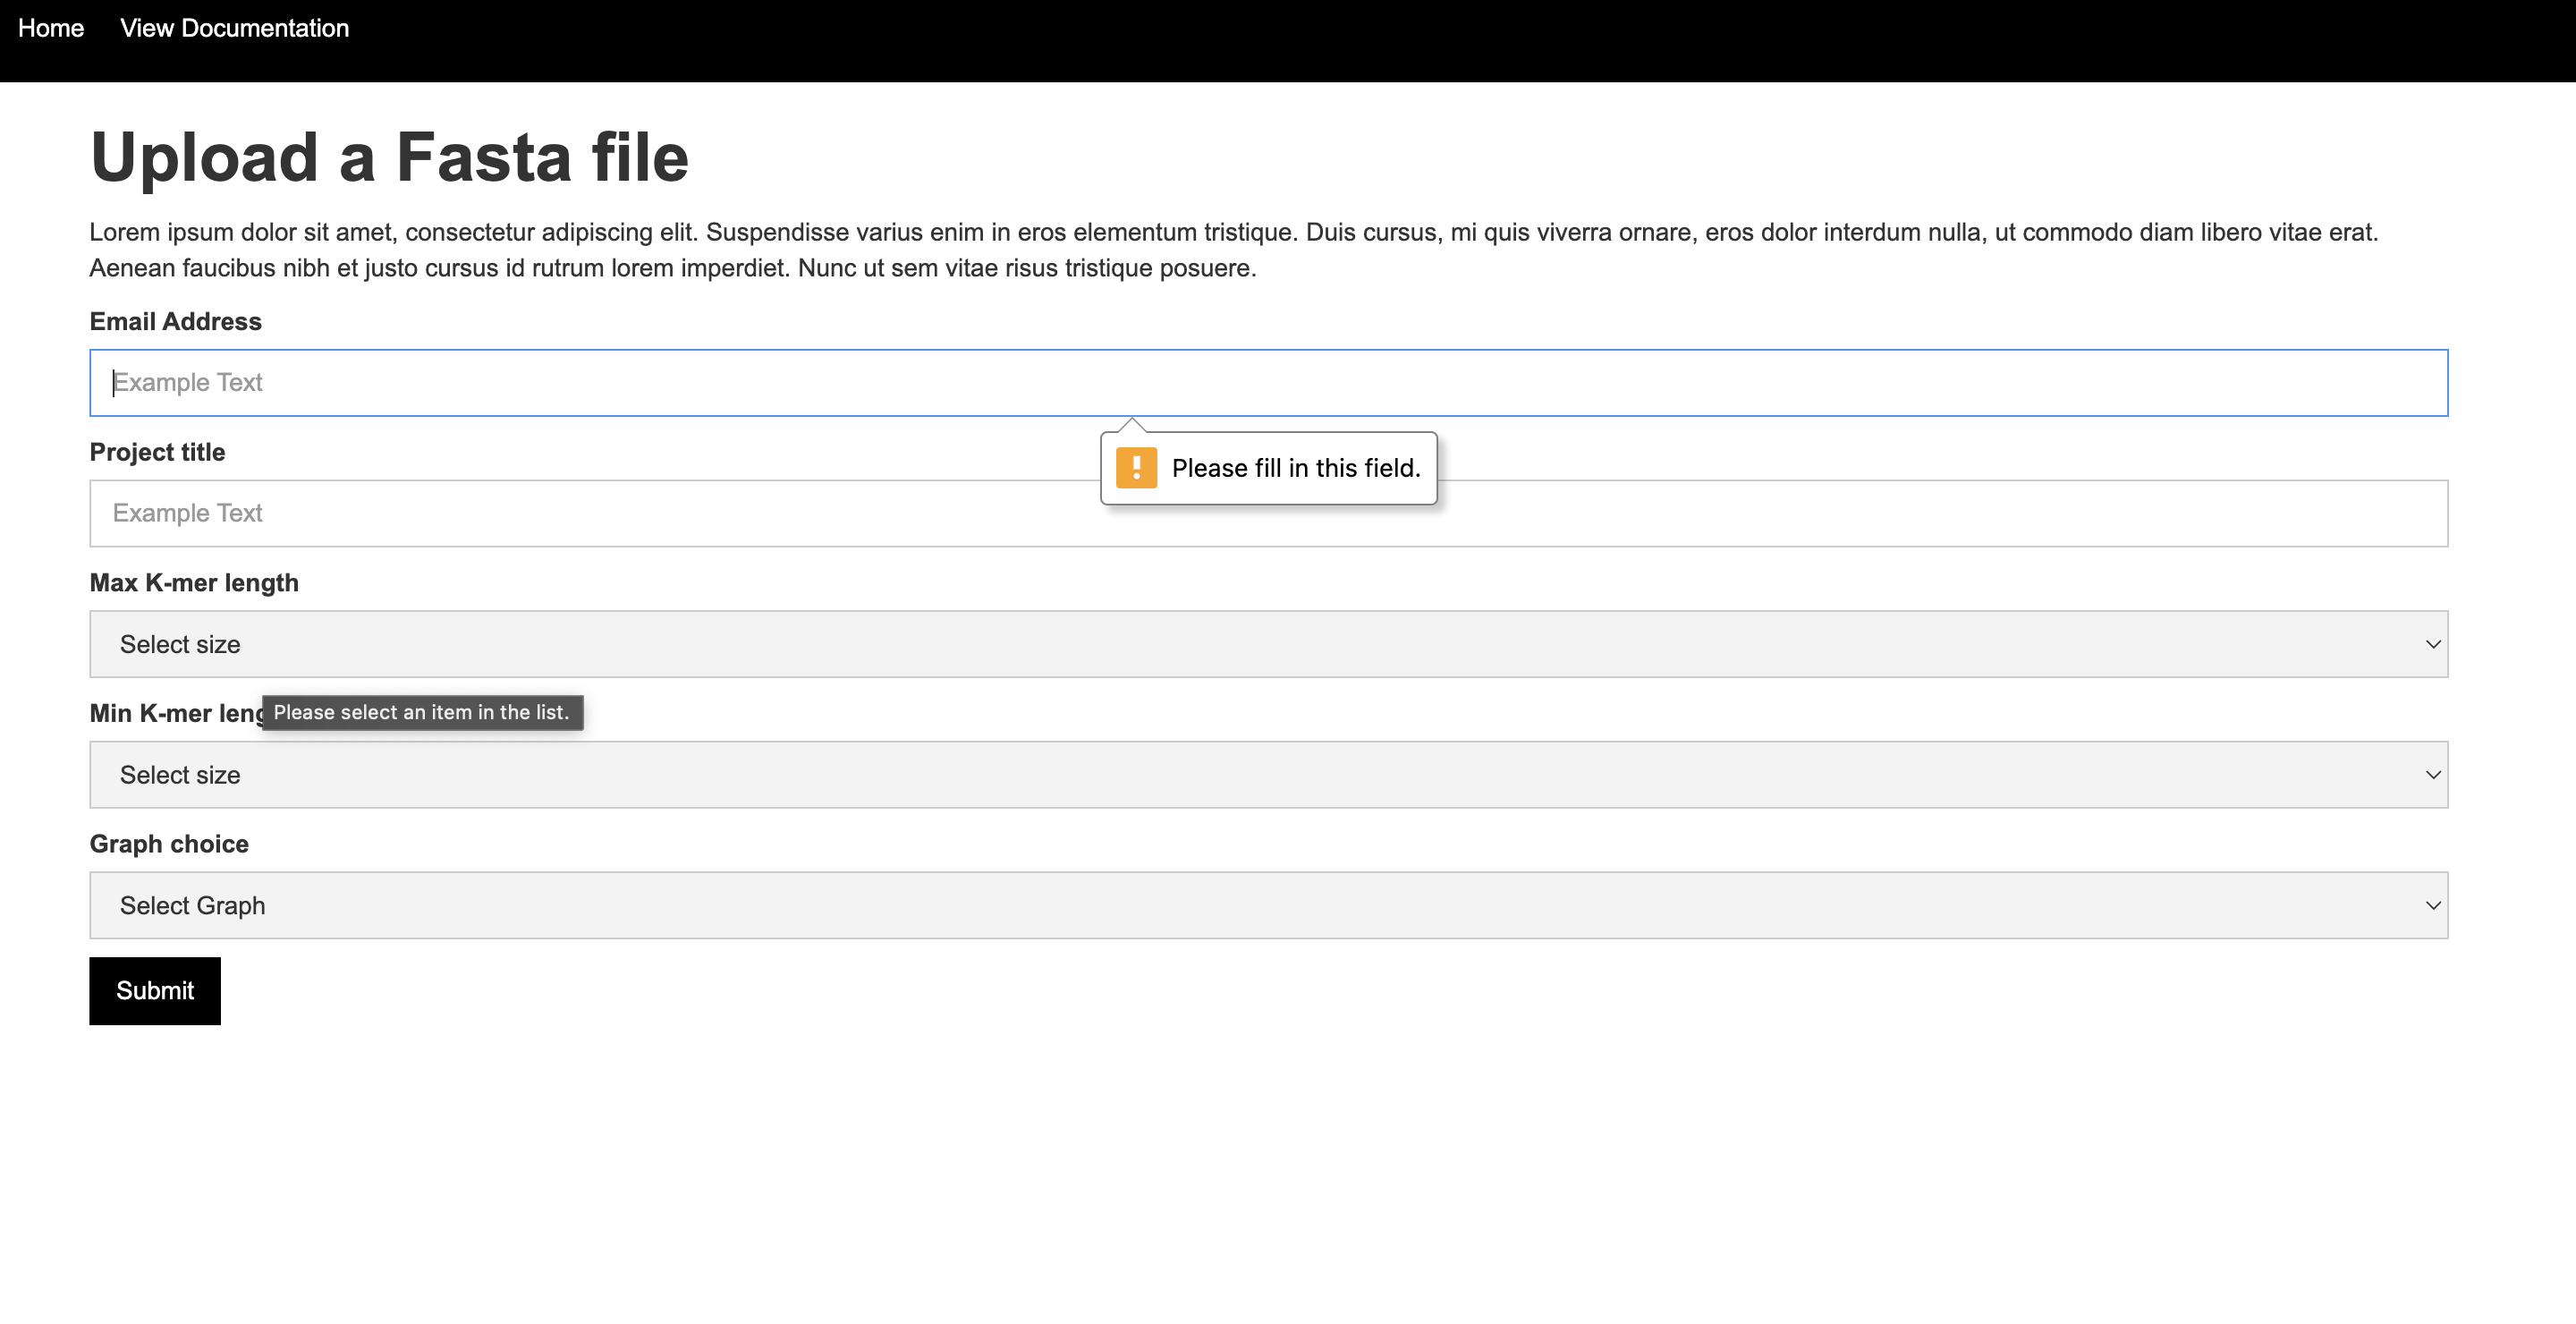 Home View Documentation
Upload a Fasta file
Lorem ipsum dolor sit amet, consectetur adipiscing elit. Suspendisse varius enim in eros elementum tristique. Duis cursus, mi quis viverra ornare, eros dolor interdum nulla, ut commodo diam libero vitae erat.
Aenean faucibus nibh et justo cursus id rutrum lorem imperdiet. Nunc ut sem vitae risus tristique posuere.
Email Address
Example Text
Please fill in this field.
Project title
Example Text
Max K-mer length
Select size
Min K-mer leng
Please select an item in the list.
Select size
Graph choice
Select Graph
Submit